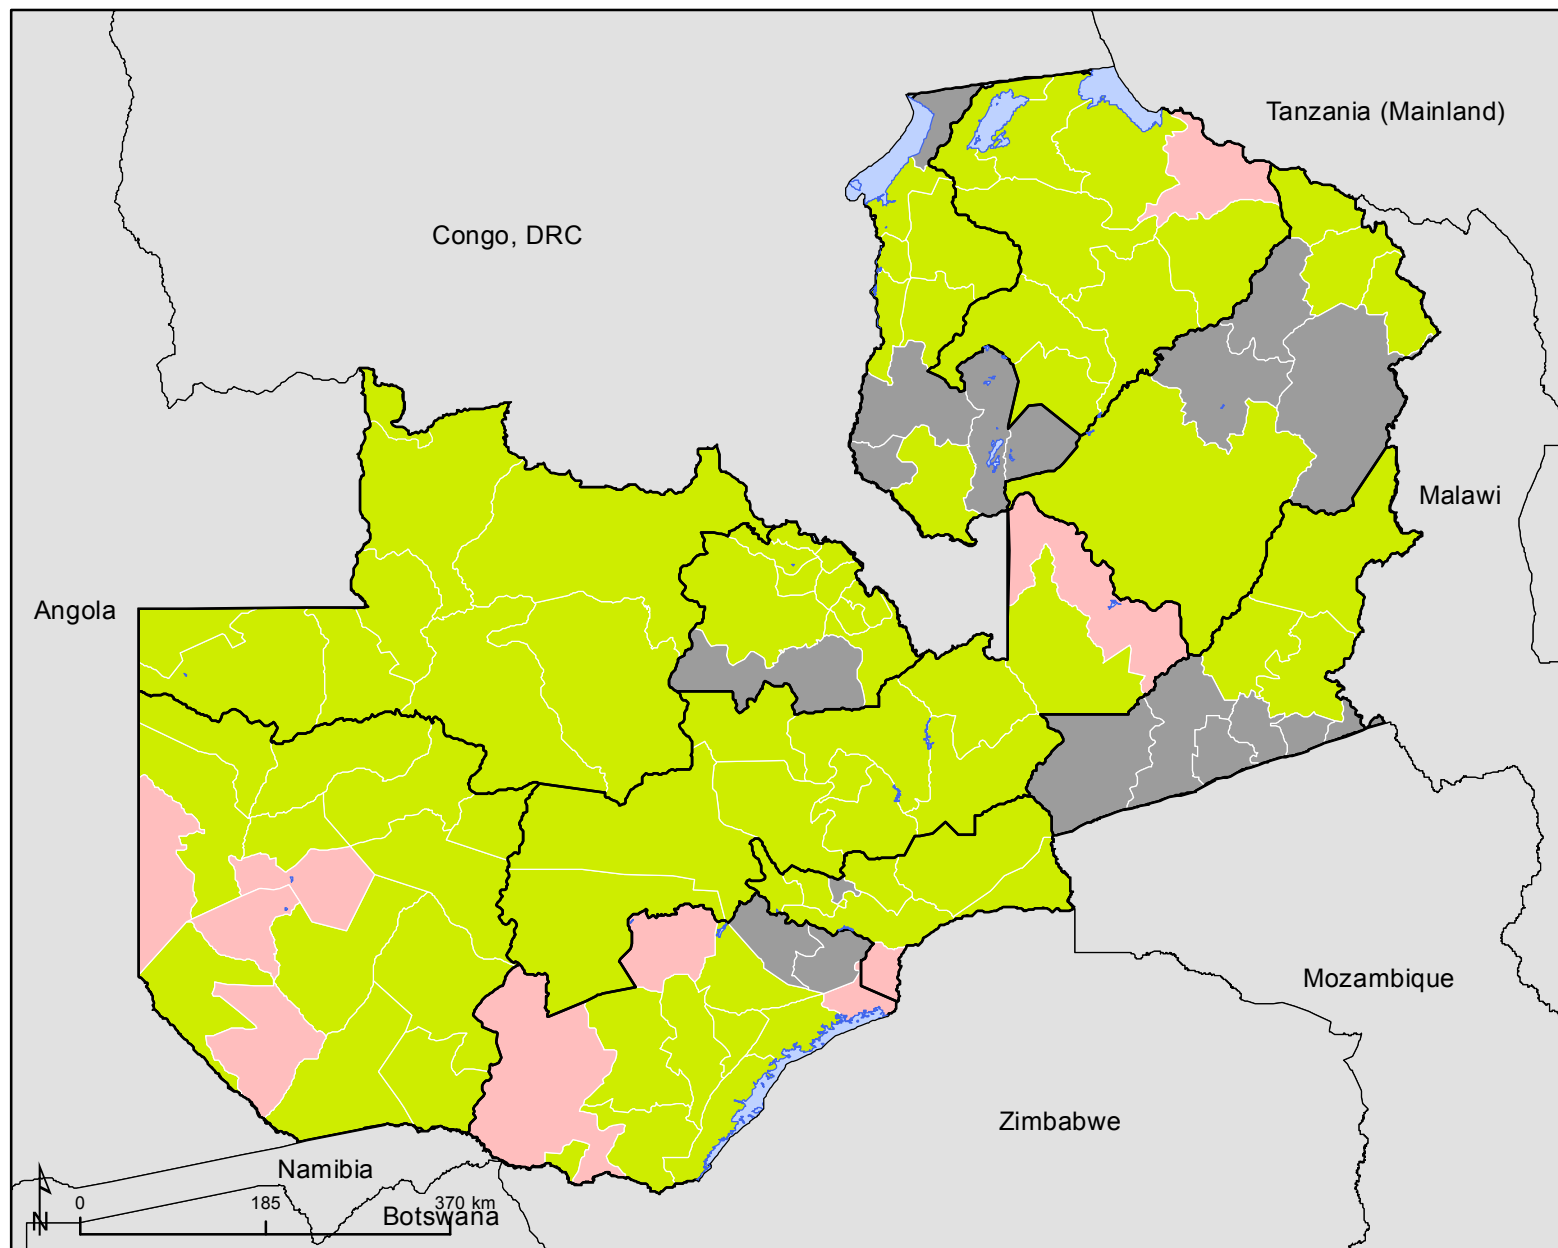 Tanzania (Mainland)
Congo, DRC
Malawi
Angola
Mozambique
Zimbabwe
Namibia
0 185 370 km
Botswana
N